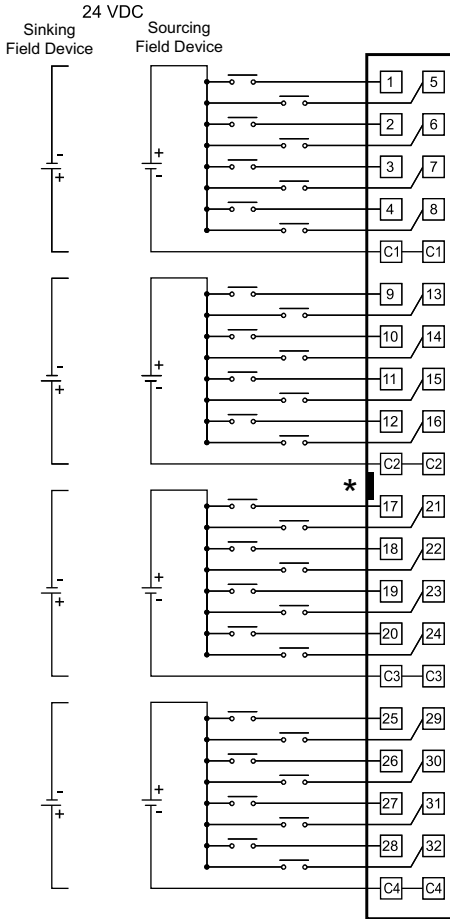 24 VDC
Sinking
Field Device
Sourcing
Field Device
- + + -
1 5
2 6
3 7
4 8
C1 C1
- + + -
9 13
10 14
11 15
12 16
C2 C2
*
- + + -
17 21
18 22
19 23
20 24
C3 C3
- + + -
25 29
26 30
27 31
28 32
C4 C4